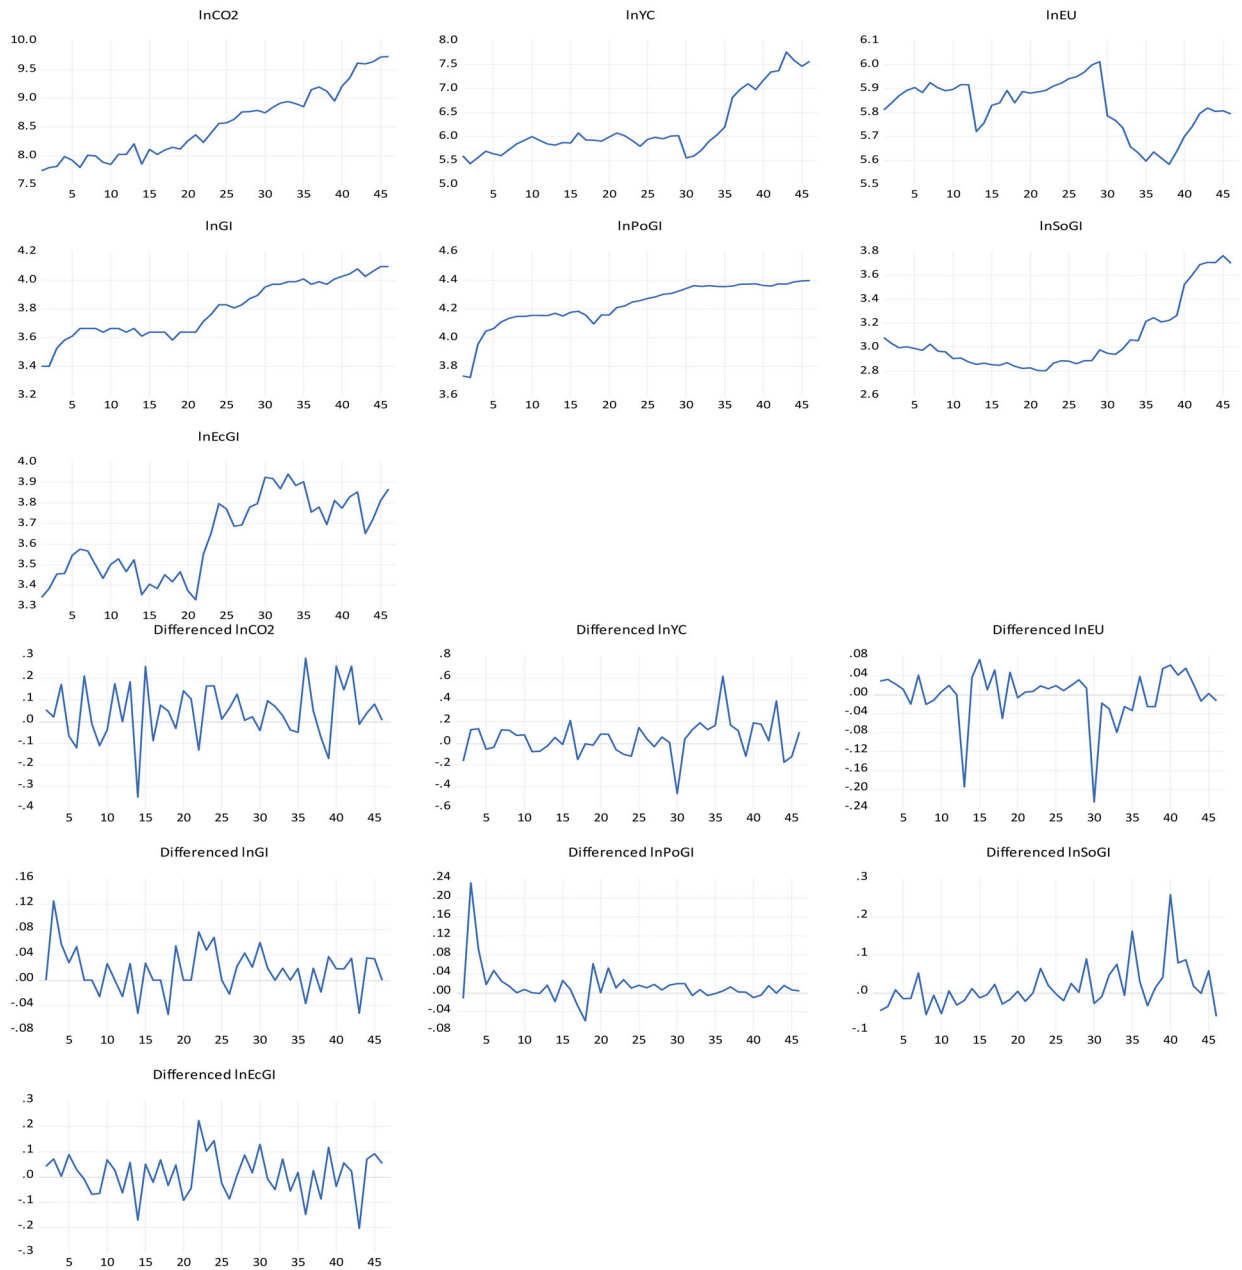 lnCO2 lnYC lnEU
10.0 8.0 6.1
9.5 7.5 6.0
9.0 7.0 5.9
8.5 6.5 5.8
8.0 6.0 5.7
7.5 5.5 5.6
5.0 5.5
5 10 15 20 25 30 35 40 45 5 10 15 20 25 30 35 40 45 5 10 15 20 25 30 35 40 45
lnGI lnPoGI lnSoGI
4.2 4.6 3.8
4.0 4.4 3.6
3.8 4.2 3.4
3.6 4.0 3.2
3.4 3.8 3.0
3.2 3.6 2.8
2.6
5 10 15 20 25 30 35 40 45 5 10 15 20 25 30 35 40 45 5 10 15 20 25 30 35 40 45
lnEcGI
4.0
3.9
3.8
3.7
3.6
3.5
3.4
3.3
5 10 15 20 25 30 35 40 45
Differenced lnCO2 Differenced lnYC Differenced lnEU
.3 .8 .08
.2 .6 .04
.1 .4 .00
.0 .2 -.04
-.1 .0 -.08
-.2 -.2 -.12
-.3 -.4 -.16
-.4 -.6 -.20
-.24
5 10 15 20 25 30 35 40 45 5 10 15 20 25 30 35 40 45 5 10 15 20 25 30 35 40 45
Differenced lnGI Differenced lnPoGI Differenced lnSoGI
.16 .24 .3
.12 .20 .2
.08 .16 .1
.04 .12 .0
.00 .08 -.1
-.04 .04
-.08 .00
-.04
-.08
5 10 15 20 25 30 35 40 45 5 10 15 20 25 30 35 40 45 5 10 15 20 25 30 35 40 45
Differenced lnEcGI
.3
.2
.1
.0
-.1
-.2
-.3
5 10 15 20 25 30 35 40 45